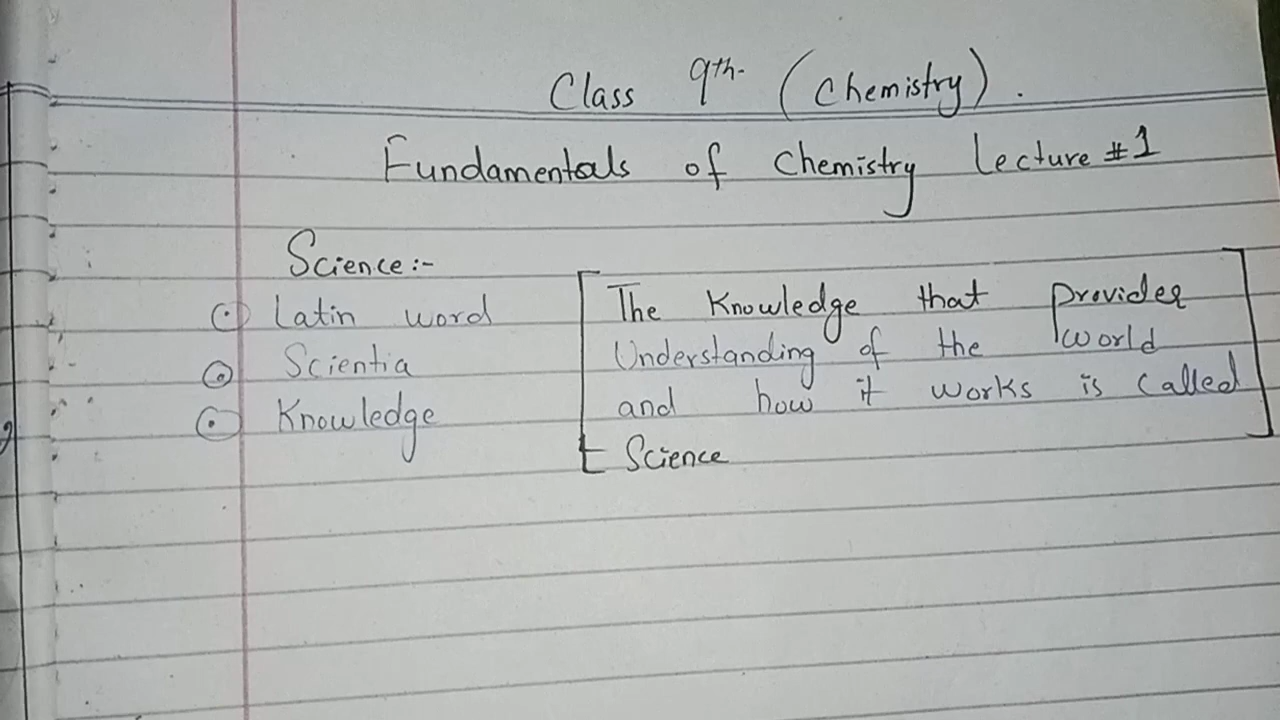 Class 9th. (Chemistry).
Fundamentals of Chemistry Lecture #1
Science:-
Latin word
Scientia
Knowledge
The Knowledge that provides
Understanding of the world
and how it works is called
Science